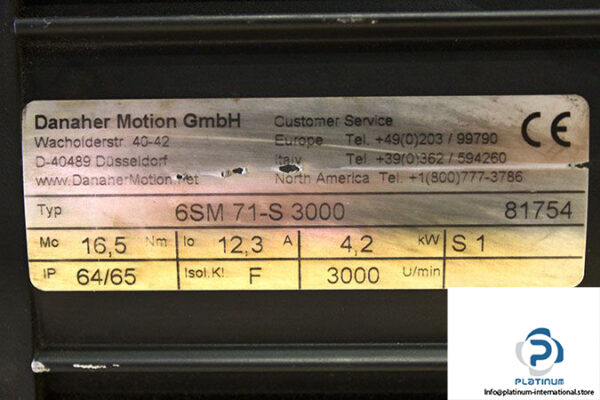 Danaher Motion GmbH
Wacholderstr. 40-42
D-40489 Düsseldorf
www.DanaherMotion.net
Customer Service
Europe Tel. +49(0)203 / 99790
Italy Tel. +39(0)362 / 594260
North America Tel. +1(800)777-3786
CE
Typ 6SM 71-S 3000 81754
Mo 16,5 Nm Io 12,3 A 4,2 kW S 1
IP 64/65 Isol.Kl. F 3000 U/min
PLATINUM
Info@platinum-international.store